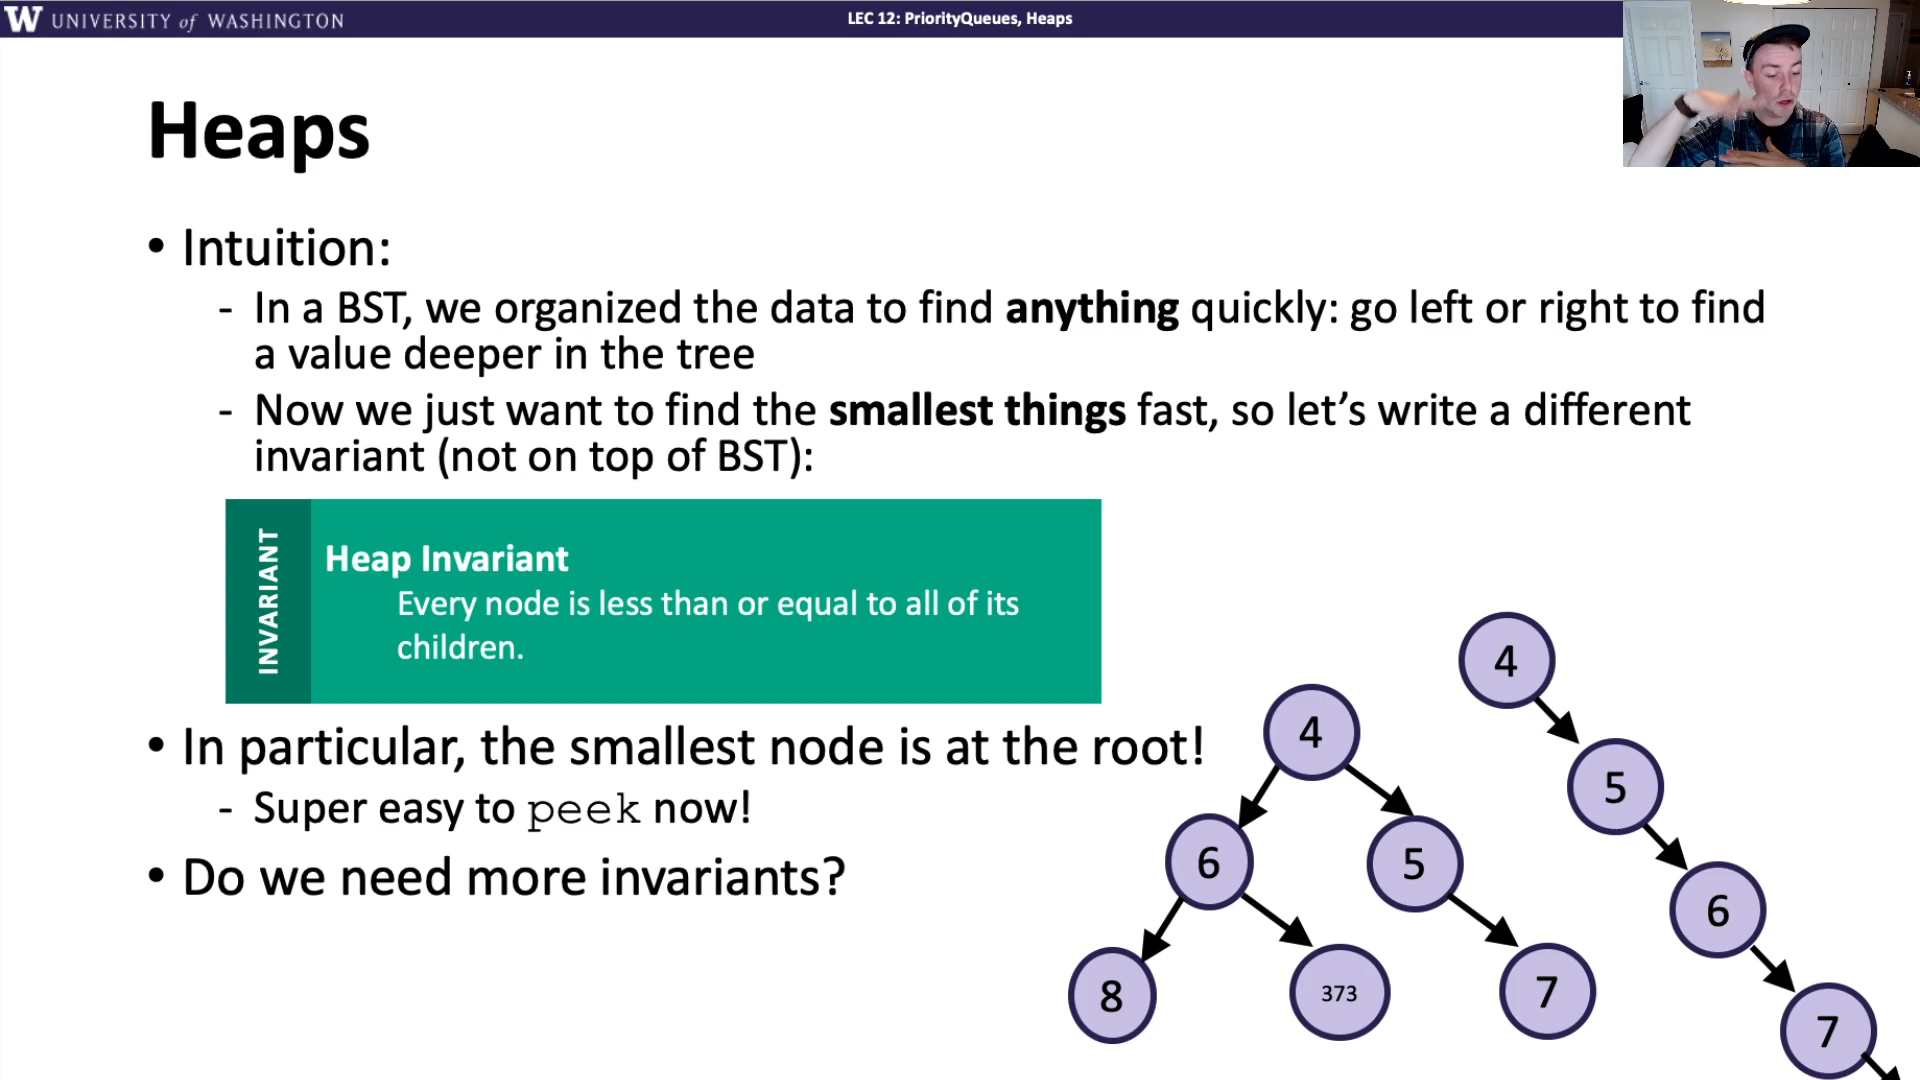 W UNIVERSITY of WASHINGTON
LEC 12: PriorityQueues, Heaps
Heaps
• Intuition:
- In a BST, we organized the data to find anything quickly: go left or right to find
a value deeper in the tree
- Now we just want to find the smallest things fast, so let’s write a different
invariant (not on top of BST):
INVARIANT
Heap Invariant
Every node is less than or equal to all of its
children.
• In particular, the smallest node is at the root!
- Super easy to peek now!
• Do we need more invariants?
4
6
5
8
373
7
4
5
6
7